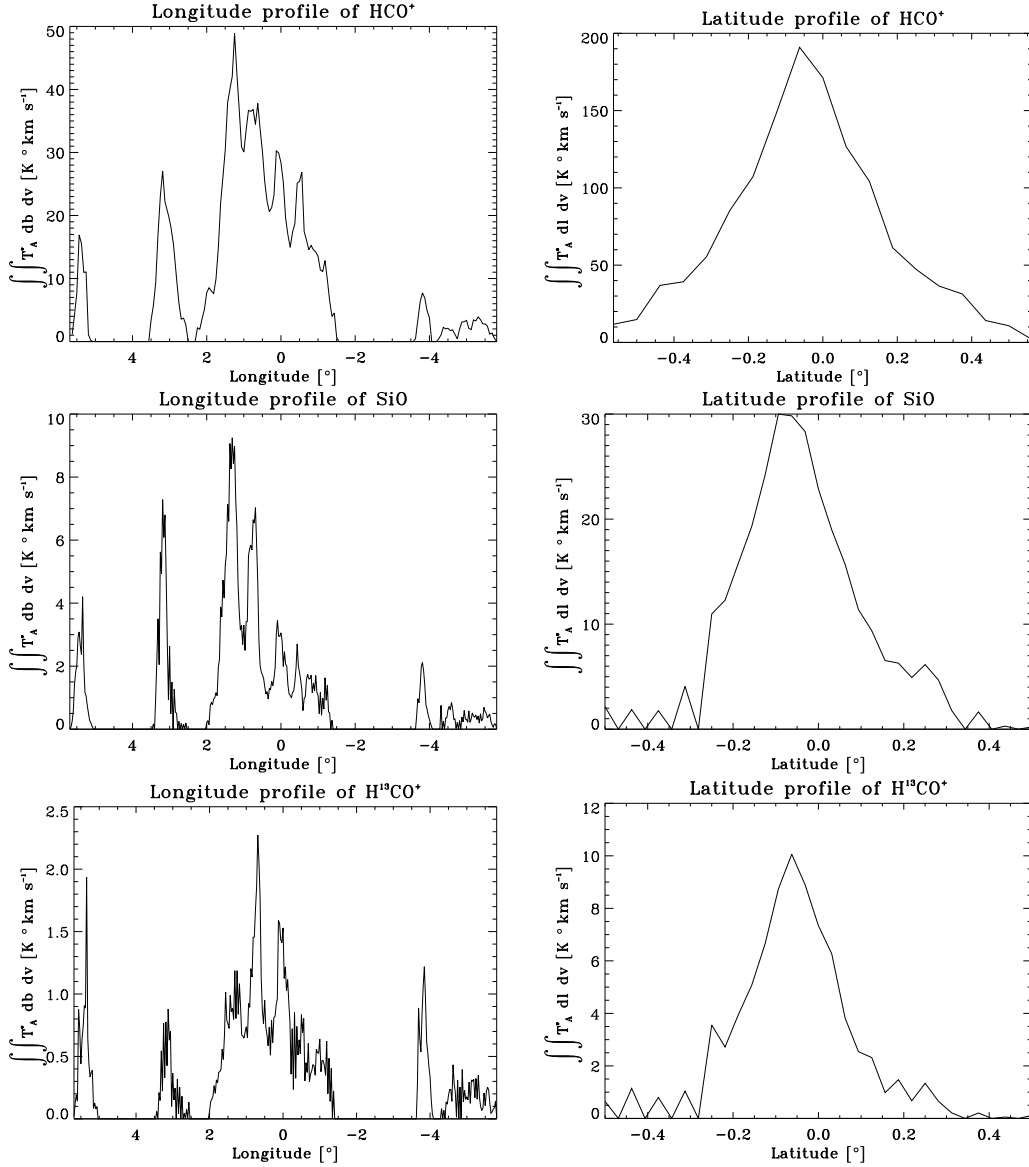 Longitude profile of HCO⁺
50
40
30
20
10
0
∫∫T*A db dv [K ° km s⁻¹]
4 2 0 −2 −4
Longitude [°]
Latitude profile of HCO⁺
200
150
100
50
0
∫∫T*A dl dv [K ° km s⁻¹]
−0.4 −0.2 0.0 0.2 0.4
Latitude [°]
Longitude profile of SiO
10
8
6
4
2
0
∫∫T*A db dv [K ° km s⁻¹]
4 2 0 −2 −4
Longitude [°]
Latitude profile of SiO
30
20
10
0
∫∫T*A dl dv [K ° km s⁻¹]
−0.4 −0.2 0.0 0.2 0.4
Latitude [°]
Longitude profile of H¹³CO⁺
2.5
2.0
1.5
1.0
0.5
0.0
∫∫T*A db dv [K ° km s⁻¹]
4 2 0 −2 −4
Longitude [°]
Latitude profile of H¹³CO⁺
12
10
8
6
4
2
0
∫∫T*A dl dv [K ° km s⁻¹]
−0.4 −0.2 0.0 0.2 0.4
Latitude [°]